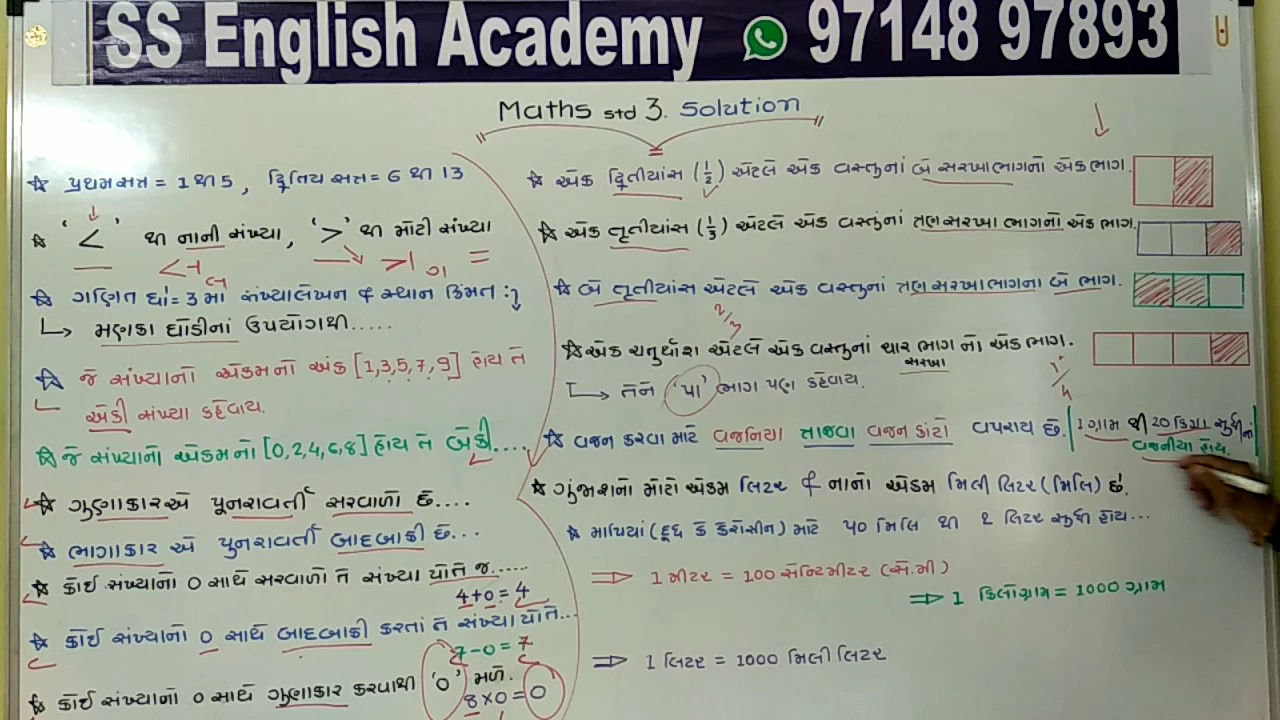 SS English Academy 97148 97893
Maths std 3. Solution
☆ પ્રથમસત્ર = 1 થી 5, દ્વિતિય સત્ર = 6 થી 13
☆ '<' થી નાની સંખ્યા, '>' થી મોટી સંખ્યા
☆ ગણિત ધો = 3 માં સંખ્યાલેખન & સ્થાન કિંમત :
↳ મણકા ઘોડીનાં ઉપયોગથી.....
☆ જે સંખ્યાનો એકમનો અંક [1,3,5,7,9] હોય તે
એકી સંખ્યા કહેવાય.
☆ જે સંખ્યાનો એકમનો [0,2,4,6,8] હોય તે બેકી....
☆ ગુણાકાર એ પૂનરાવર્તી સરવાળો છે....
☆ ભાગાકાર એ પુનરાવર્તી બાદબાકી છે...
☆ કોઈ સંખ્યાનો 0 સાથે સરવાળો તે સંખ્યા પોતે જ.....
4+0=4
☆ કોઈ સંખ્યાનો 0 સાથે બાદબાકી કરતાં તે સંખ્યા પોતે...
7-0=7
☆ કોઈ સંખ્યાનો 0 સાથે ગુણાકાર કરવાથી '0' મળે.
8×0=0
☆ એક દ્વિતીયાંસ (1/2) એટલે એક વસ્તુનાં બે સરખાભાગનો એક ભાગ.
☆ એક તૃતીયાંસ (1/3) એટલે એક વસ્તુનાં ત્રણ સરખા ભાગનો એક ભાગ.
☆ બે તૃતીયાંસ એટલે એક વસ્તુનાં ત્રણ સરખાભાગના બે ભાગ.
2/3
☆ એક ચતુર્થાંશ એટલે એક વસ્તુનાં ચાર ભાગ નો એક ભાગ.
સરખા
↳ તેને 'પા' ભાગ પણ કહેવાય.
1/4
☆ વજન કરવા માટે વજનિયા ત્રાજવા વજન કાંટો વપરાય છે. 1 ગ્રામ થી 20 કિગ્રા સુધીનાં
વજનીયા હોય.
☆ ગુંજાશનો મોટો એકમ લિટર & નાનો એકમ મિલી લિટર (મિલિ) છે.
☆ માપિયાં (દૂધ કે કેરોસીન) માટે ૫૦ મિલિ થી ૨ લિટર સુધી હોય...
⇒ 1 મીટર = 100 સેન્ટિમીટર (સે.મી)
⇒ 1 કિલોગ્રામ = 1000 ગ્રામ
⇒ 1 લિટર = 1000 મિલી લિટર